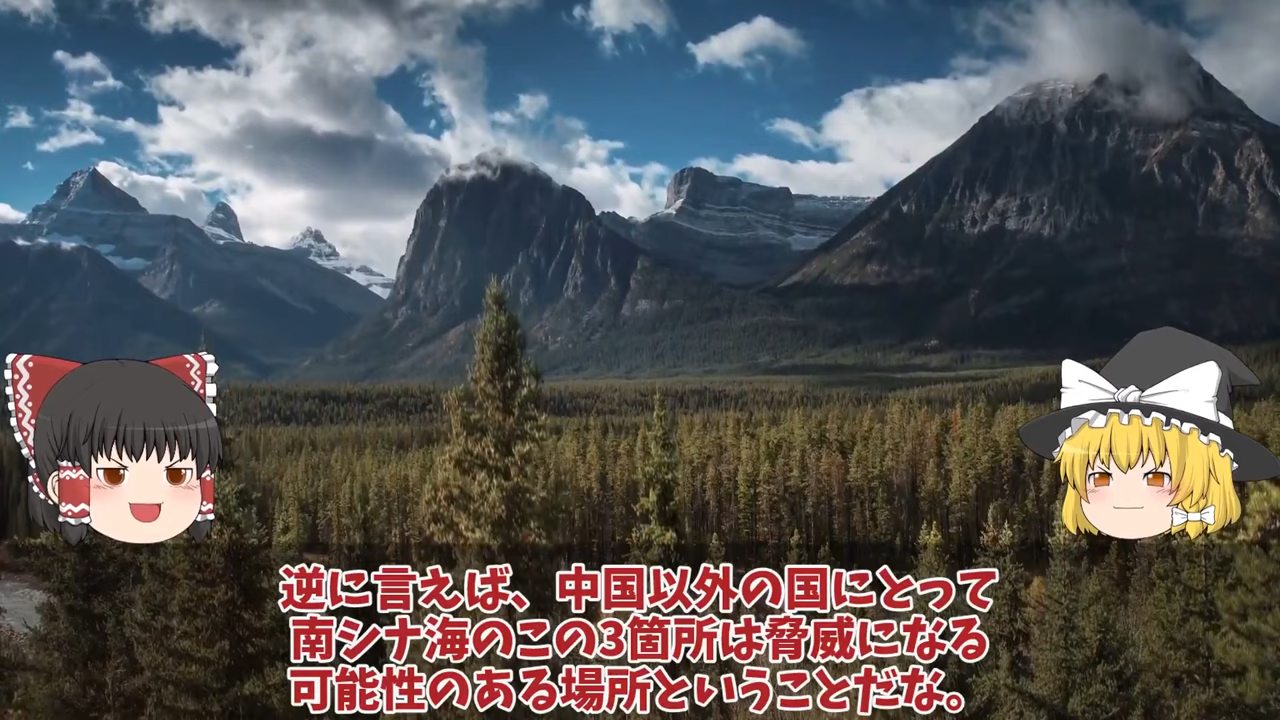 逆に言えば、中国以外の国にとって
南シナ海のこの3箇所は脅威になる
可能性のある場所ということだな。